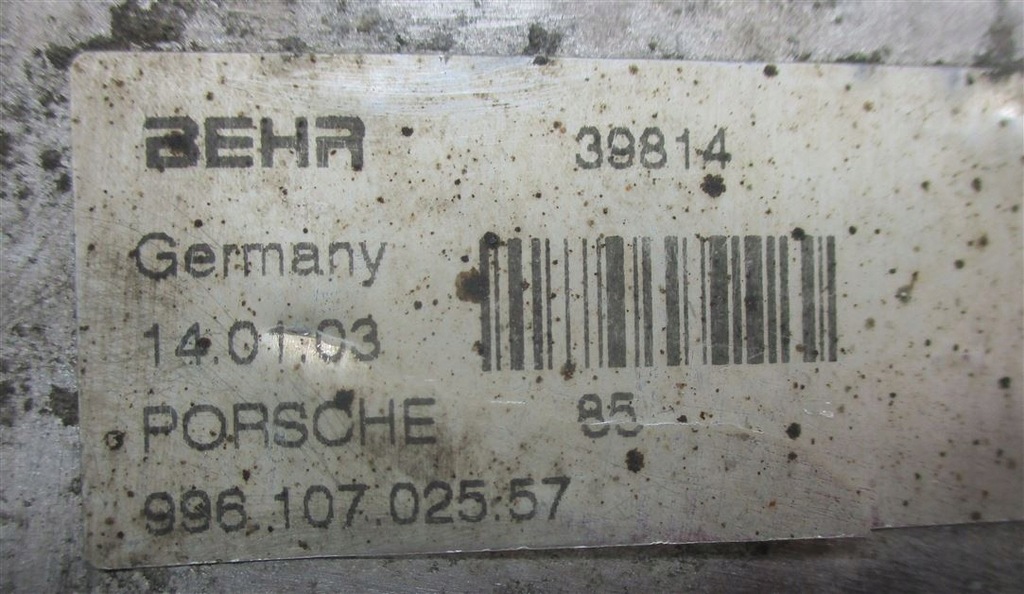 BEHR 39814
Germany
14.01.03
PORSCHE 85
996.107.025.57